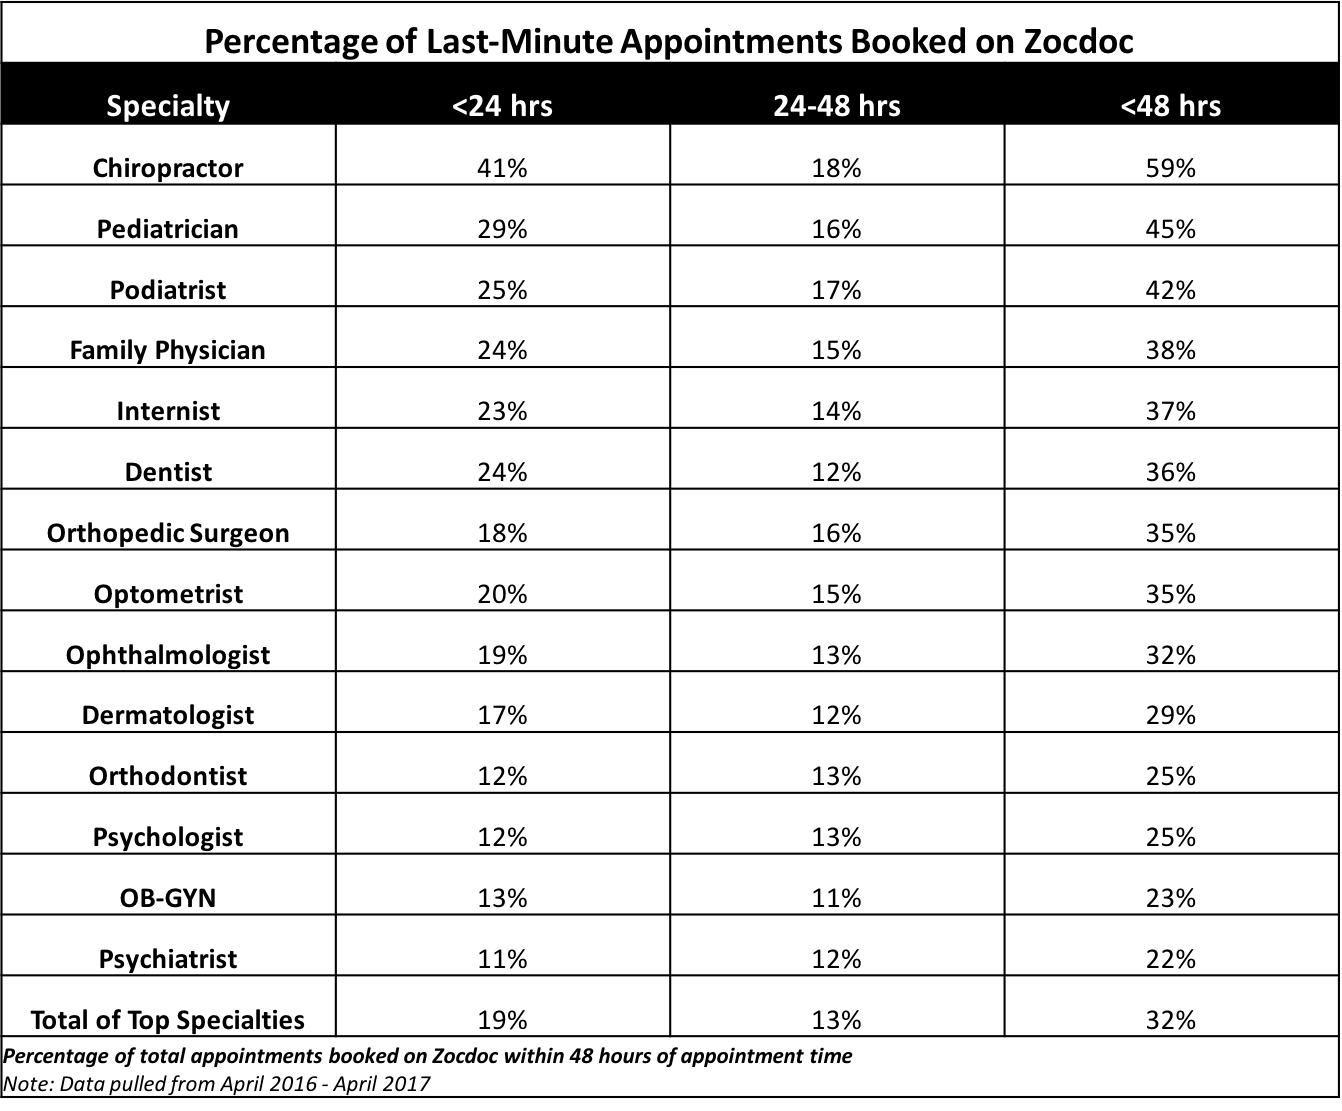 Percentage of Last-Minute Appointments Booked on Zocdoc
Specialty <24 hrs 24-48 hrs <48 hrs
Chiropractor 41% 18% 59%
Pediatrician 29% 16% 45%
Podiatrist 25% 17% 42%
Family Physician 24% 15% 38%
Internist 23% 14% 37%
Dentist 24% 12% 36%
Orthopedic Surgeon 18% 16% 35%
Optometrist 20% 15% 35%
Ophthalmologist 19% 13% 32%
Dermatologist 17% 12% 29%
Orthodontist 12% 13% 25%
Psychologist 12% 13% 25%
OB-GYN 13% 11% 23%
Psychiatrist 11% 12% 22%
Total of Top Specialties 19% 13% 32%
Percentage of total appointments booked on Zocdoc within 48 hours of appointment time
Note: Data pulled from April 2016 - April 2017